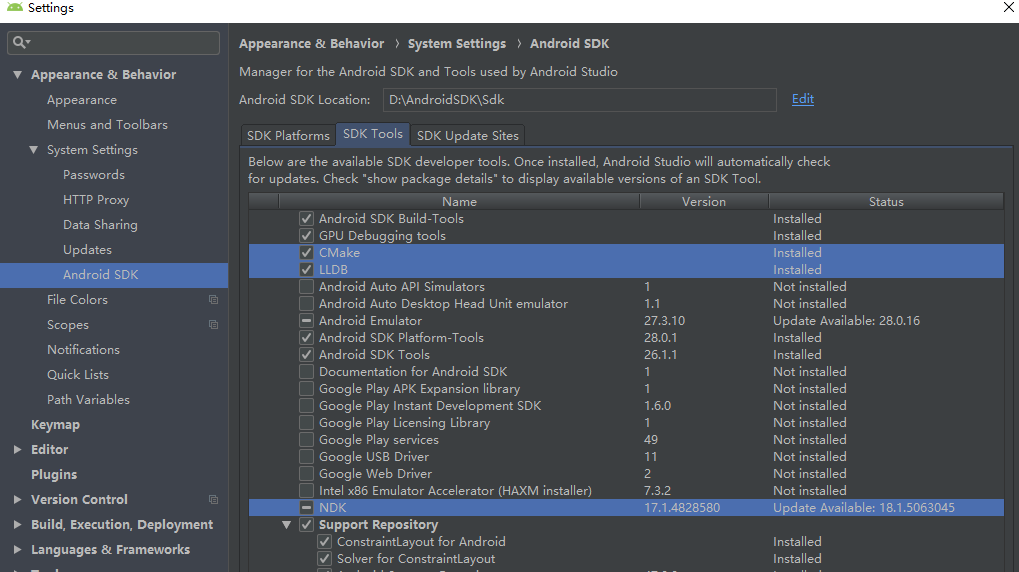 Settings
Appearance & Behavior
Appearance
Menus and Toolbars
System Settings
Passwords
HTTP Proxy
Data Sharing
Updates
Android SDK
File Colors
Scopes
Notifications
Quick Lists
Path Variables
Keymap
Editor
Plugins
Version Control
Build, Execution, Deployment
Languages & Frameworks
Appearance & Behavior › System Settings › Android SDK
Manager for the Android SDK and Tools used by Android Studio
Android SDK Location: D:\AndroidSDK\Sdk Edit
SDK Platforms SDK Tools SDK Update Sites
Below are the available SDK developer tools. Once installed, Android Studio will automatically check
for updates. Check "show package details" to display available versions of an SDK Tool.
Name Version Status
Android SDK Build-Tools Installed
GPU Debugging tools Installed
CMake Installed
LLDB Installed
Android Auto API Simulators 1 Not installed
Android Auto Desktop Head Unit emulator 1.1 Not installed
Android Emulator 27.3.10 Update Available: 28.0.16
Android SDK Platform-Tools 28.0.1 Installed
Android SDK Tools 26.1.1 Installed
Documentation for Android SDK 1 Not installed
Google Play APK Expansion library 1 Not installed
Google Play Instant Development SDK 1.6.0 Not installed
Google Play Licensing Library 1 Not installed
Google Play services 49 Not installed
Google USB Driver 11 Not installed
Google Web Driver 2 Not installed
Intel x86 Emulator Accelerator (HAXM installer) 7.3.2 Not installed
NDK 17.1.4828580 Update Available: 18.1.5063045
Support Repository
ConstraintLayout for Android Installed
Solver for ConstraintLayout Installed